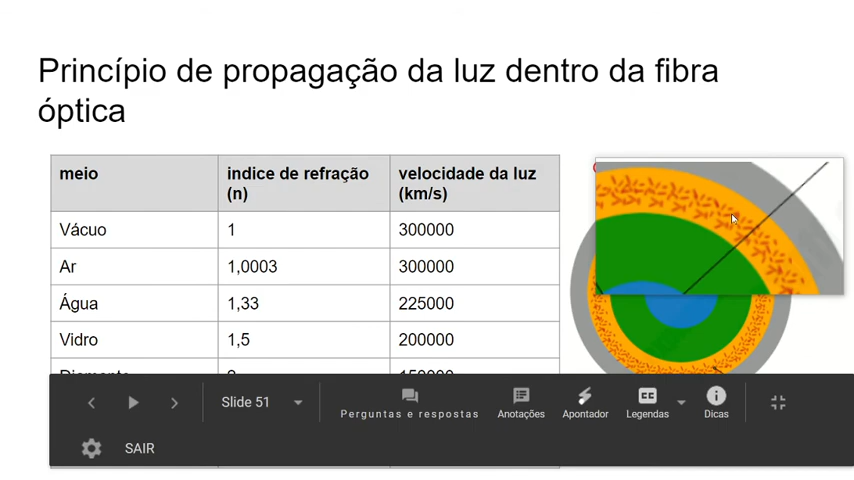 Princípio de propagação da luz dentro da fibra
óptica
meio
indice de refração
(n)
velocidade da luz
(km/s)
Vácuo
1
300000
Ar
1,0003
300000
Água
1,33
225000
Vidro
1,5
200000
Slide 51
Perguntas e respostas
Anotações
Apontador
CC
Legendas
Dicas
SAIR